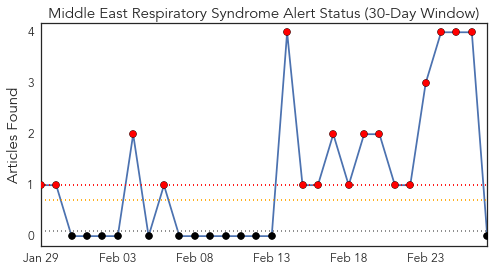 Middle East Respiratory Syndrome Alert Status (30-Day Window)
Articles Found
4
3
2
1
0
Jan 29
Feb 03
Feb 08
Feb 13
Feb 18
Feb 23